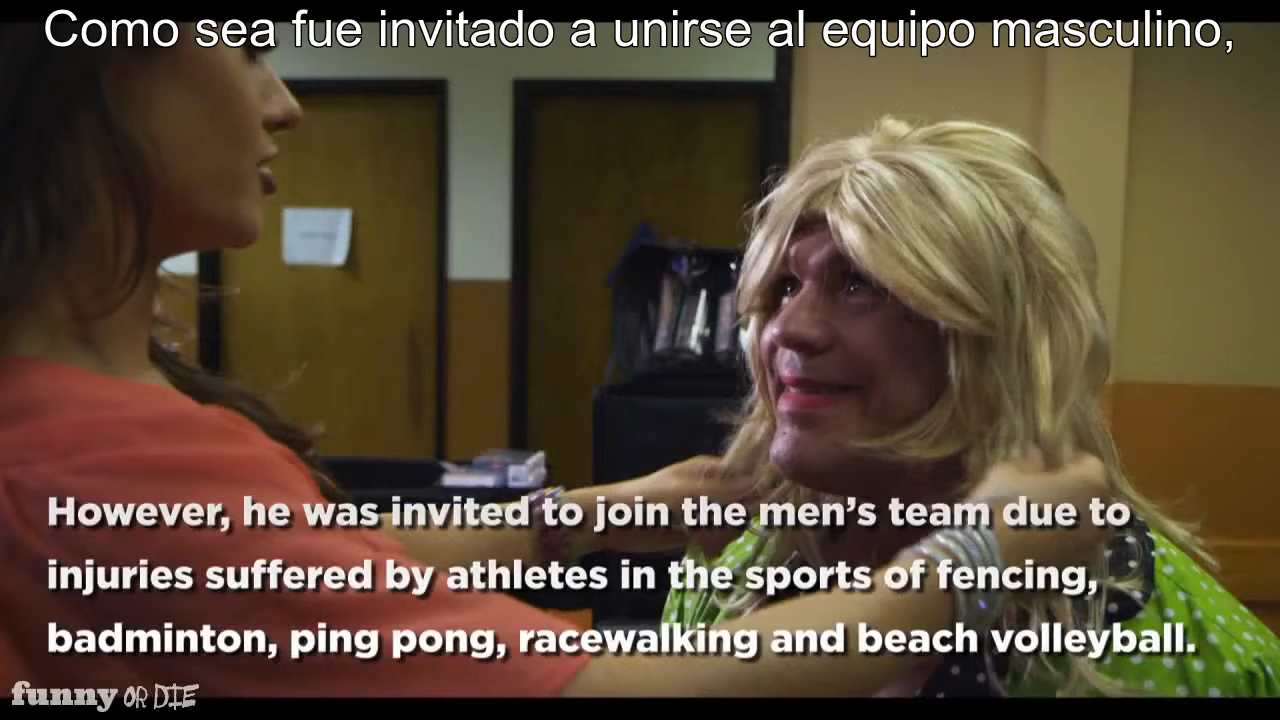 Como sea fue invitado a unirse al equipo masculino,
However, he was invited to join the men's team due to
injuries suffered by athletes in the sports of fencing,
badminton, ping pong, racewalking and beach volleyball.
funny OR DIE